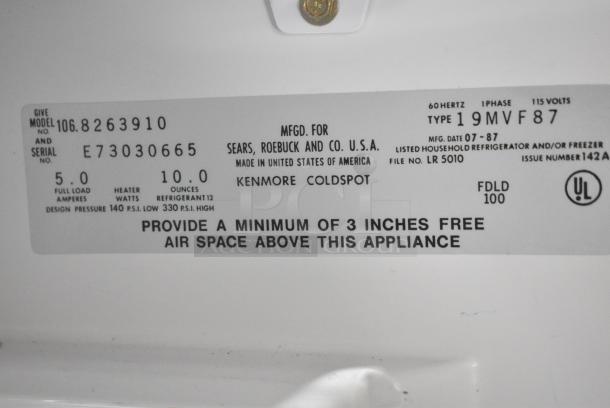 GIVE
MODEL 106.8263910
NO.
AND
SERIAL E73030665
NO.
5.0 10.0
FULL LOAD HEATER OUNCES
AMPERES WATTS REFRIGERANT 12
DESIGN PRESSURE 140 P.S.I. LOW 330 P.S.I. HIGH
MFGD. FOR
SEARS, ROEBUCK AND CO. U.S.A.
MADE IN UNITED STATES OF AMERICA
KENMORE COLDSPOT
60 HERTZ 1 PHASE 115 VOLTS
TYPE 19MVF87
MFG. DATE 07-87
LISTED HOUSEHOLD REFRIGERATOR AND/OR FREEZER
FILE NO. LR 5010 ISSUE NUMBER 142A
FDLD
100
UL
PROVIDE A MINIMUM OF 3 INCHES FREE
AIR SPACE ABOVE THIS APPLIANCE
AUCTION GROUP